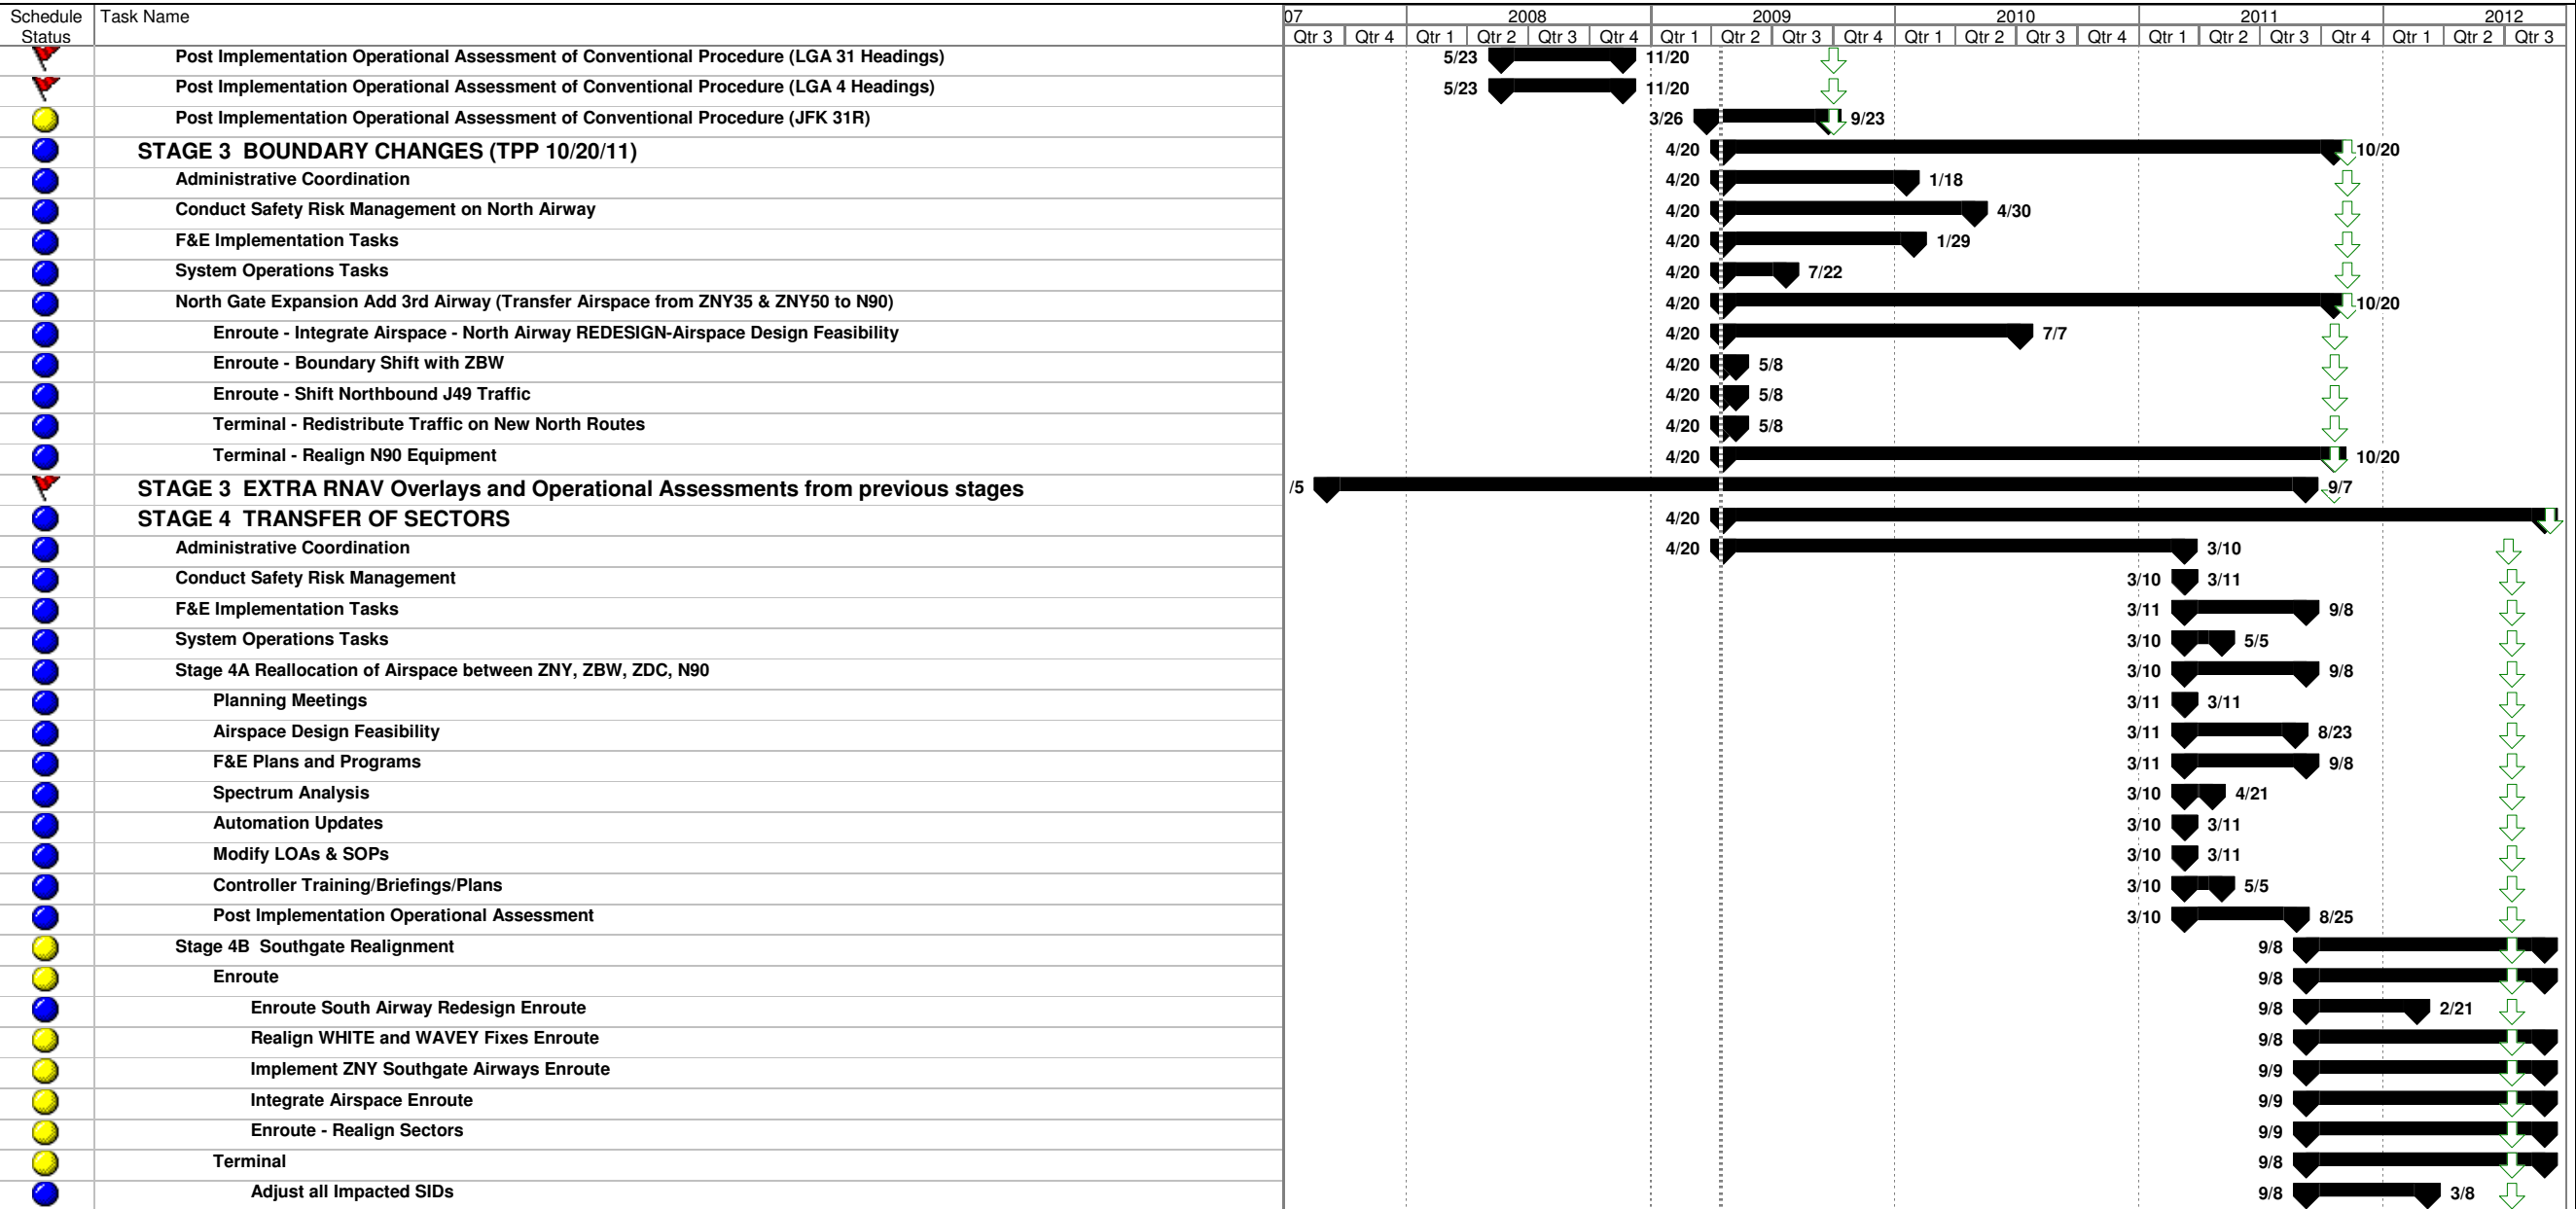 Schedule Status Task Name 07 2008 2009 2010 2011 2012
Qtr 3 Qtr 4 Qtr 1 Qtr 2 Qtr 3 Qtr 4 Qtr 1 Qtr 2 Qtr 3 Qtr 4 Qtr 1 Qtr 2 Qtr 3 Qtr 4 Qtr 1 Qtr 2 Qtr 3 Qtr 4 Qtr 1 Qtr 2 Qtr 3
Post Implementation Operational Assessment of Conventional Procedure (LGA 31 Headings) 5/23 11/20
Post Implementation Operational Assessment of Conventional Procedure (LGA 4 Headings) 5/23 11/20
Post Implementation Operational Assessment of Conventional Procedure (JFK 31R) 3/26 9/23
STAGE 3 BOUNDARY CHANGES (TPP 10/20/11) 4/20 10/20
Administrative Coordination 4/20 1/18
Conduct Safety Risk Management on North Airway 4/20 4/30
F&E Implementation Tasks 4/20 1/29
System Operations Tasks 4/20 7/22
North Gate Expansion Add 3rd Airway (Transfer Airspace from ZNY35 & ZNY50 to N90) 4/20 10/20
Enroute - Integrate Airspace - North Airway REDESIGN-Airspace Design Feasibility 4/20 7/7
Enroute - Boundary Shift with ZBW 4/20 5/8
Enroute - Shift Northbound J49 Traffic 4/20 5/8
Terminal - Redistribute Traffic on New North Routes 4/20 5/8
Terminal - Realign N90 Equipment 4/20 10/20
STAGE 3 EXTRA RNAV Overlays and Operational Assessments from previous stages /5 9/7
STAGE 4 TRANSFER OF SECTORS 4/20
Administrative Coordination 4/20 3/10
Conduct Safety Risk Management 3/10 3/11
F&E Implementation Tasks 3/11 9/8
System Operations Tasks 3/10 5/5
Stage 4A Reallocation of Airspace between ZNY, ZBW, ZDC, N90 3/10 9/8
Planning Meetings 3/11 3/11
Airspace Design Feasibility 3/11 8/23
F&E Plans and Programs 3/11 9/8
Spectrum Analysis 3/10 4/21
Automation Updates 3/10 3/11
Modify LOAs & SOPs 3/10 3/11
Controller Training/Briefings/Plans 3/10 5/5
Post Implementation Operational Assessment 3/10 8/25
Stage 4B Southgate Realignment 9/8
Enroute 9/8
Enroute South Airway Redesign Enroute 9/8 2/21
Realign WHITE and WAVEY Fixes Enroute 9/8
Implement ZNY Southgate Airways Enroute 9/9
Integrate Airspace Enroute 9/9
Enroute - Realign Sectors 9/9
Terminal 9/8
Adjust all Impacted SIDs 9/8 3/8